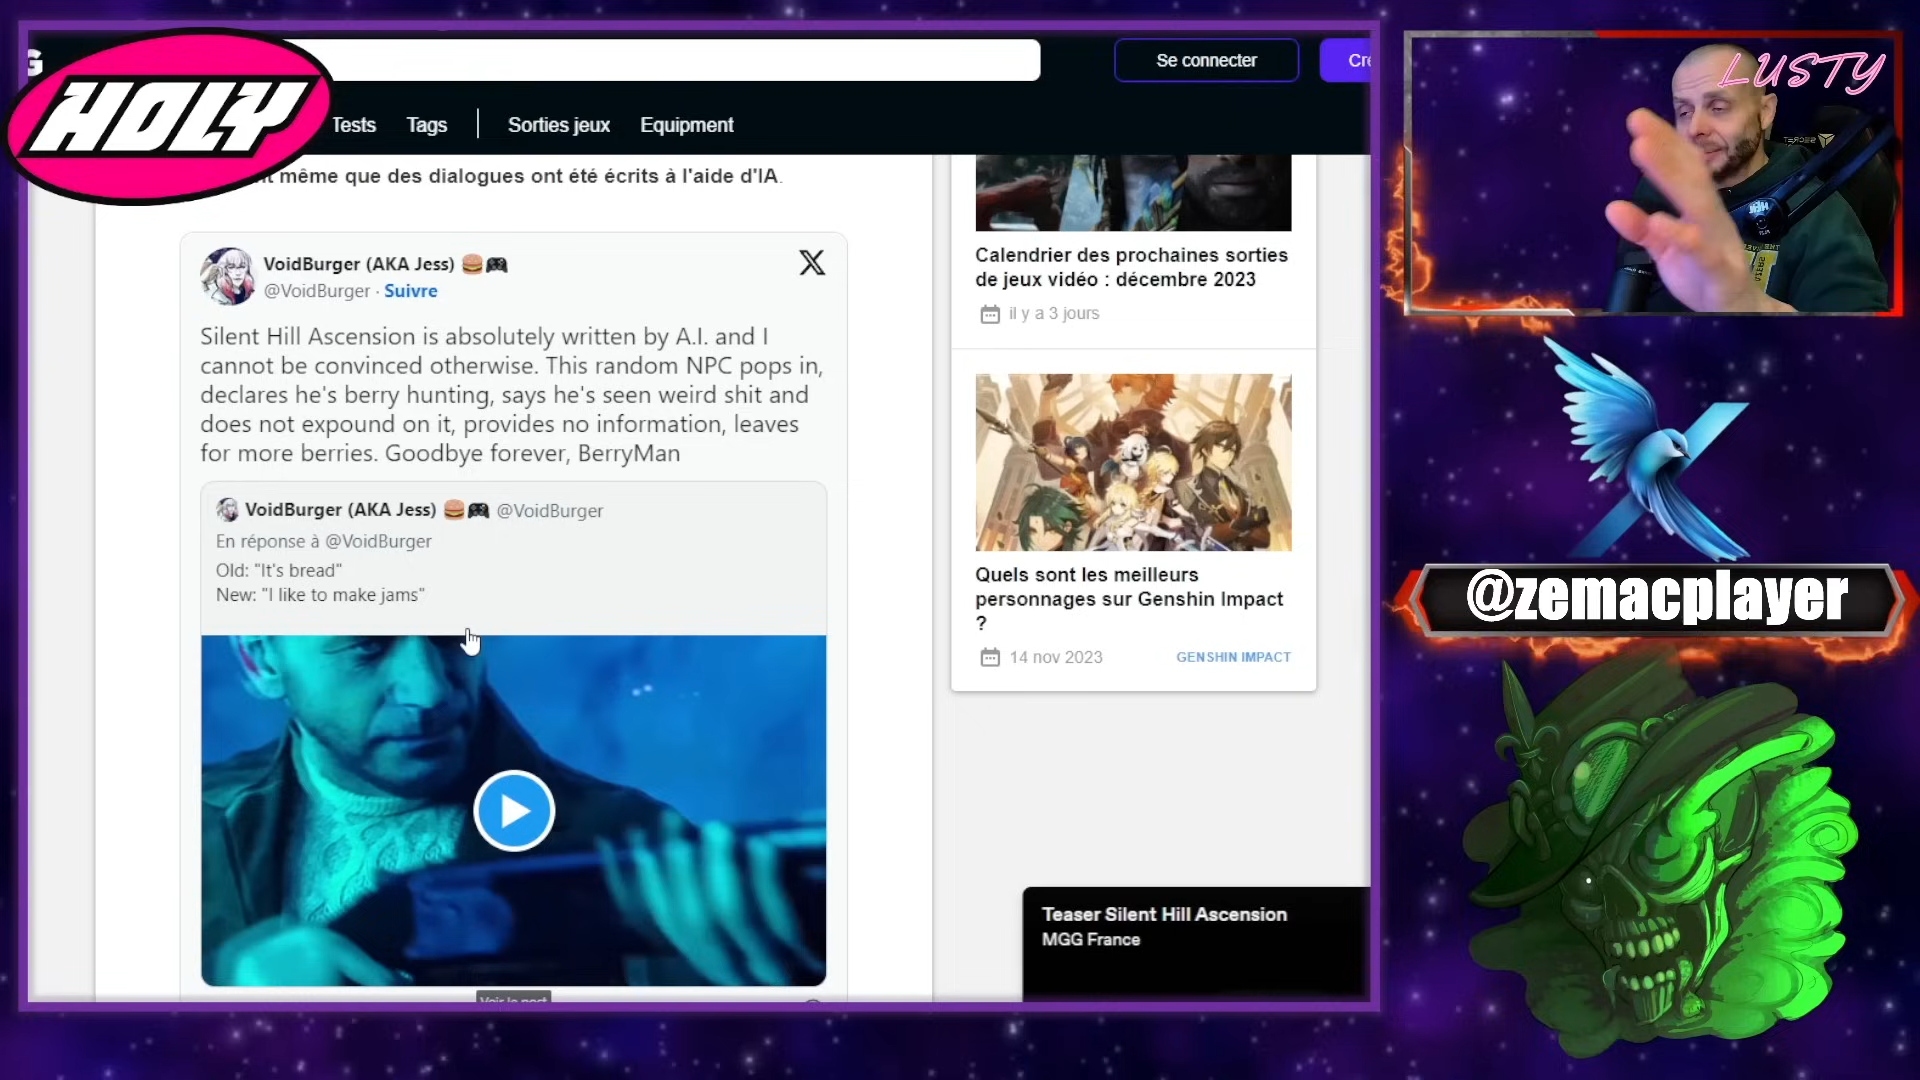 G
HOLY
Se connecter
Cré
Tests
Tags
Sorties jeux
Equipment
nt même que des dialogues ont été écrits à l'aide d'IA.
VoidBurger (AKA Jess) 🍔🎮
@VoidBurger · Suivre
Silent Hill Ascension is absolutely written by A.I. and I
cannot be convinced otherwise. This random NPC pops in,
declares he's berry hunting, says he's seen weird shit and
does not expound on it, provides no information, leaves
for more berries. Goodbye forever, BerryMan
VoidBurger (AKA Jess) 🍔🎮 @VoidBurger
En réponse à @VoidBurger
Old: "It's bread"
New: "I like to make jams"
Voir le post
Calendrier des prochaines sorties
de jeux vidéo : décembre 2023
il y a 3 jours
Quels sont les meilleurs
personnages sur Genshin Impact
?
14 nov 2023
GENSHIN IMPACT
Teaser Silent Hill Ascension
MGG France
LUSTY
@zemacplayer